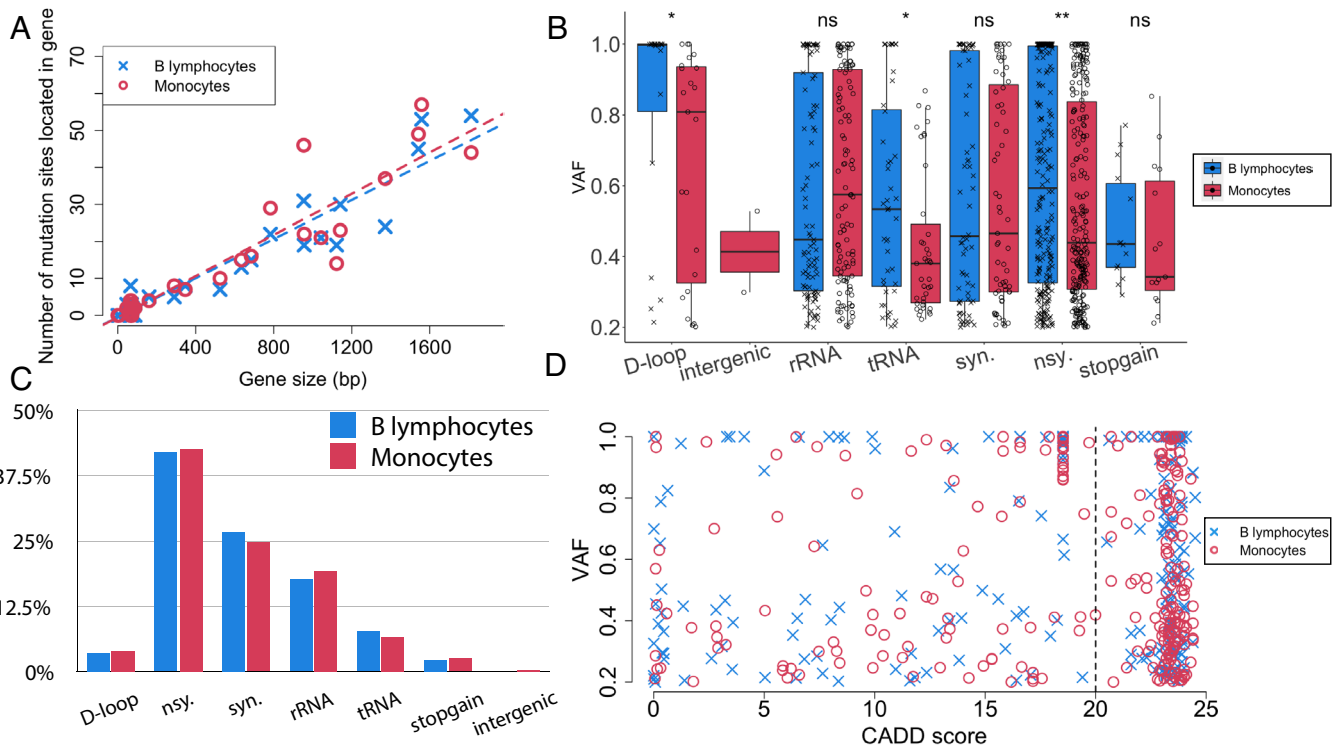 A
Number of mutation sites located in gene
70
50
30
10
0
B lymphocytes
Monocytes
0 400 800 1200 1600
Gene size (bp)
B
VAF
1.0
0.8
0.6
0.4
0.2
* ns * ns ** ns
D-loop intergenic rRNA tRNA syn. nsy. stopgain
B lymphocytes
Monocytes
C
50%
37.5%
25%
12.5%
0%
B lymphocytes
Monocytes
D-loop nsy. syn. rRNA tRNA stopgain intergenic
D
VAF
1.0
0.8
0.6
0.4
0.2
0 5 10 15 20 25
CADD score
B lymphocytes
Monocytes